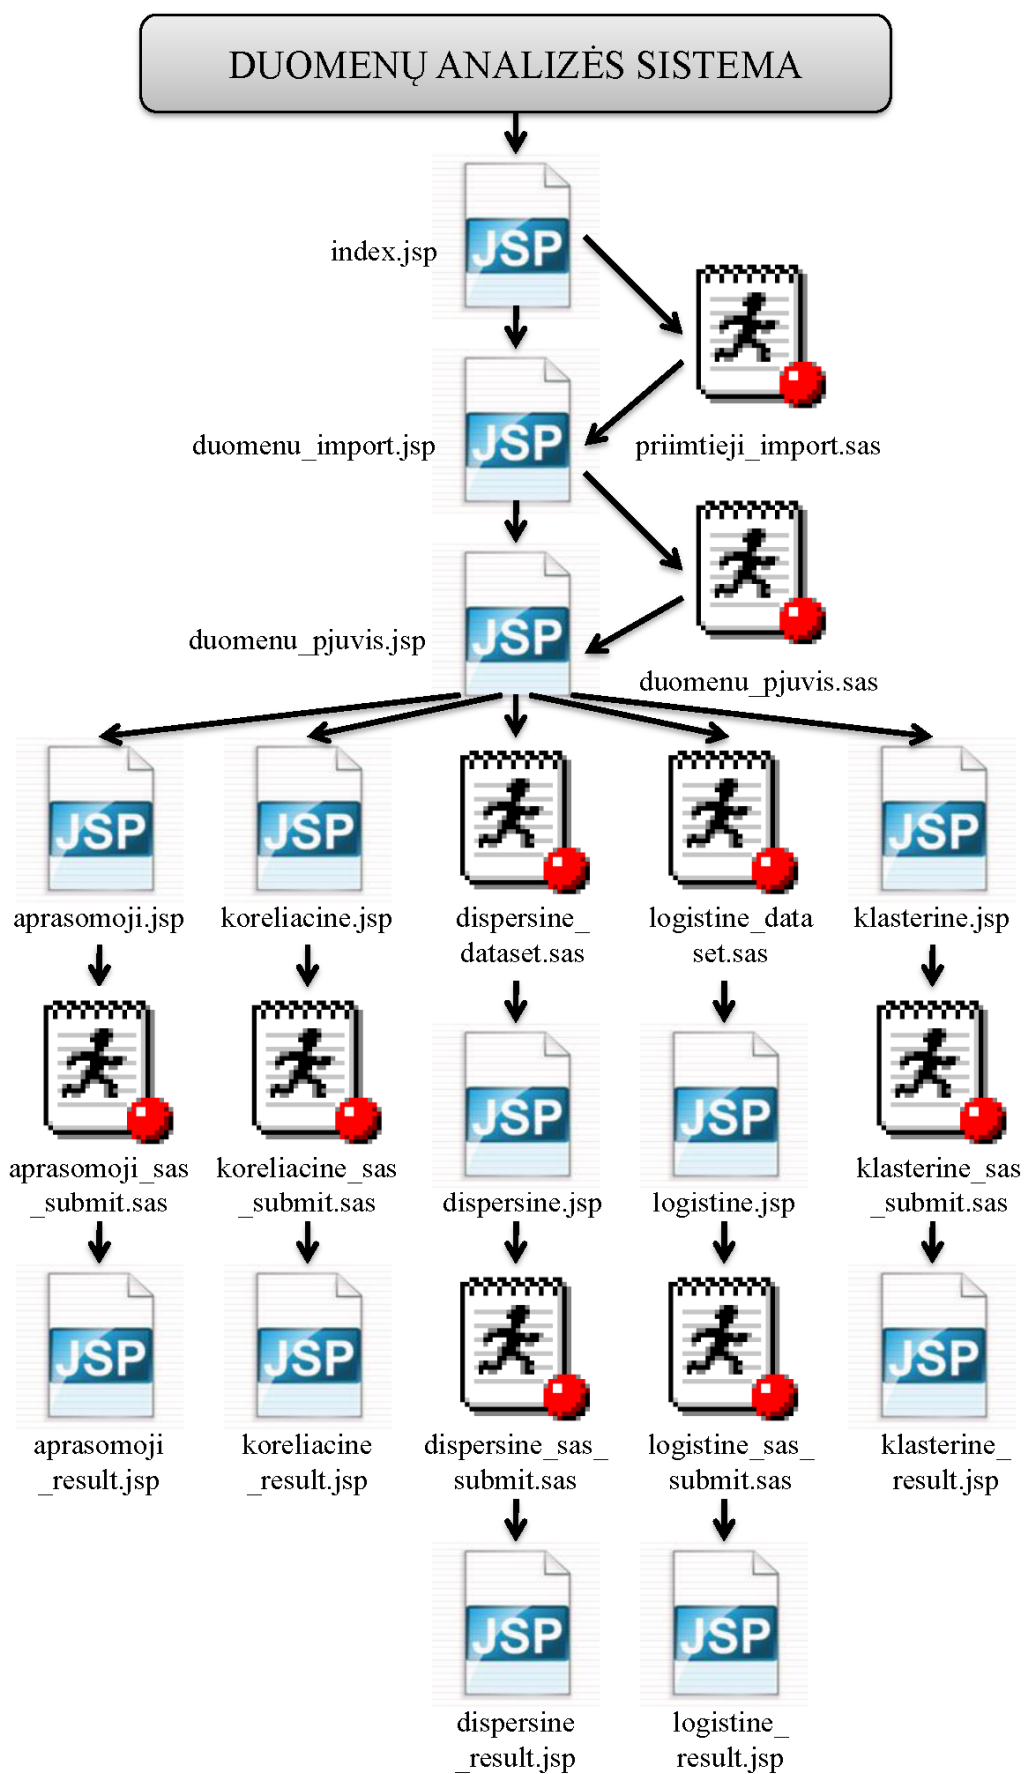 DUOMENŲ ANALIZĖS SISTEMA
JSP
index.jsp
priimtieji_import.sas
JSP
duomenu_import.jsp
JSP
duomenu_pjuvis.jsp
duomenu_pjuvis.sas
JSP
JSP
JSP
aprasomoji.jsp
koreliacine.jsp
dispersine_
dataset.sas
logistine_data
set.sas
klasterine.jsp
JSP
JSP
aprasomoji_sas
_submit.sas
koreliacine_sas
_submit.sas
dispersine.jsp
logistine.jsp
klasterine_sas
_submit.sas
JSP
JSP
JSP
aprasomoji
_result.jsp
koreliacine
_result.jsp
dispersine_sas_
submit.sas
logistine_sas_
submit.sas
klasterine_
result.jsp
JSP
JSP
dispersine
_result.jsp
logistine_
result.jsp